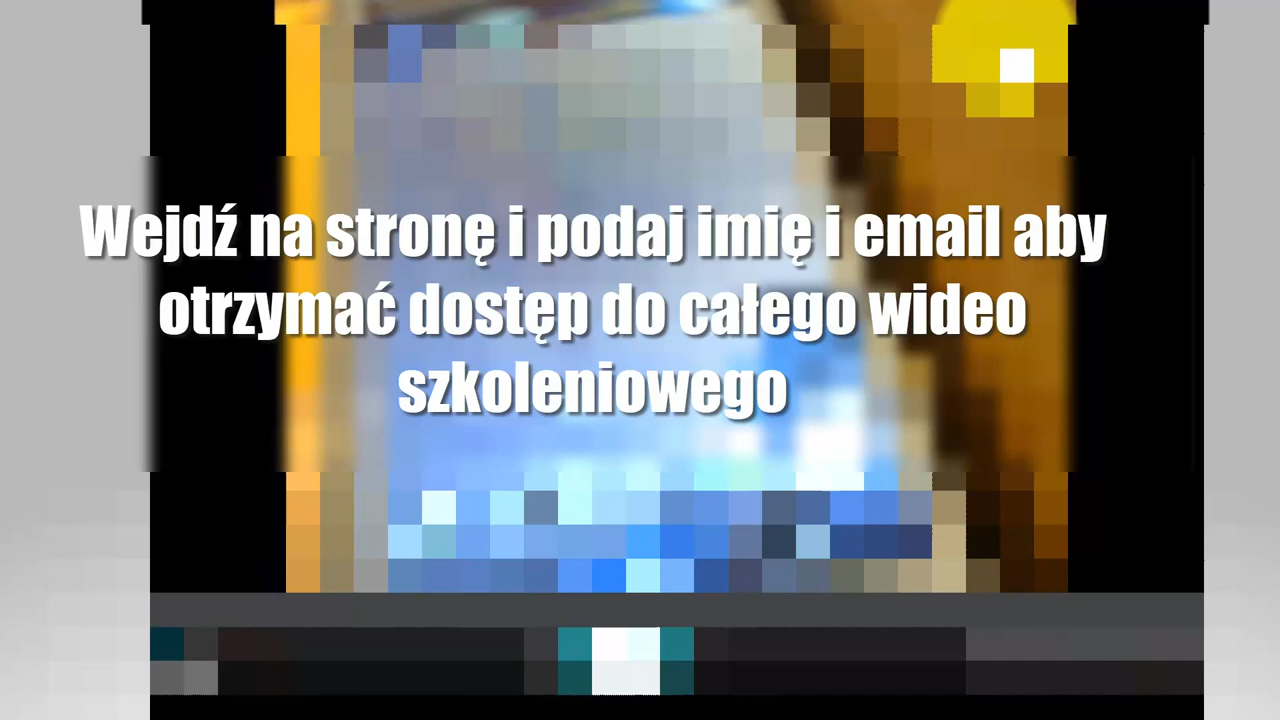 Wejdź na stronę i podaj imię i email aby
otrzymać dostęp do całego wideo
szkoleniowego